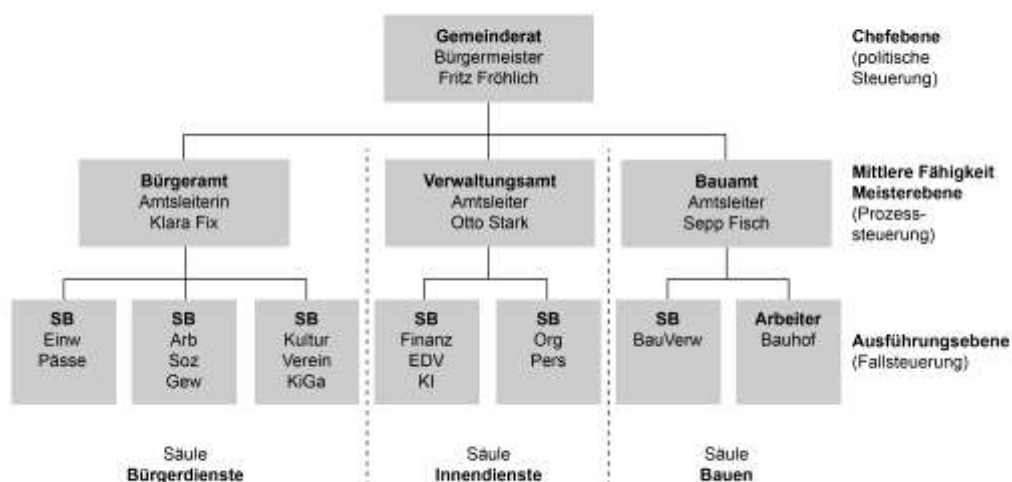 Gemeinderat
Bürgermeister
Fritz Fröhlich
Chefebene
(politische
Steuerung)
Bürgeramt
Amtsleiterin
Klara Fix
Verwaltungsamt
Amtsleiter
Otto Stark
Bauamt
Amtsleiter
Sepp Fisch
Mittlere Fähigkeit
Meisterebene
(Prozess-
steuerung)
SB
Einw
Pässe
SB
Arb
Soz
Gew
SB
Kultur
Verein
KiGa
SB
Finanz
EDV
KI
SB
Org
Pers
SB
BauVerw
Arbeiter
Bauhof
Ausführungsebene
(Fallsteuerung)
Säule
Bürgerdienste
Säule
Innendienste
Säule
Bauen